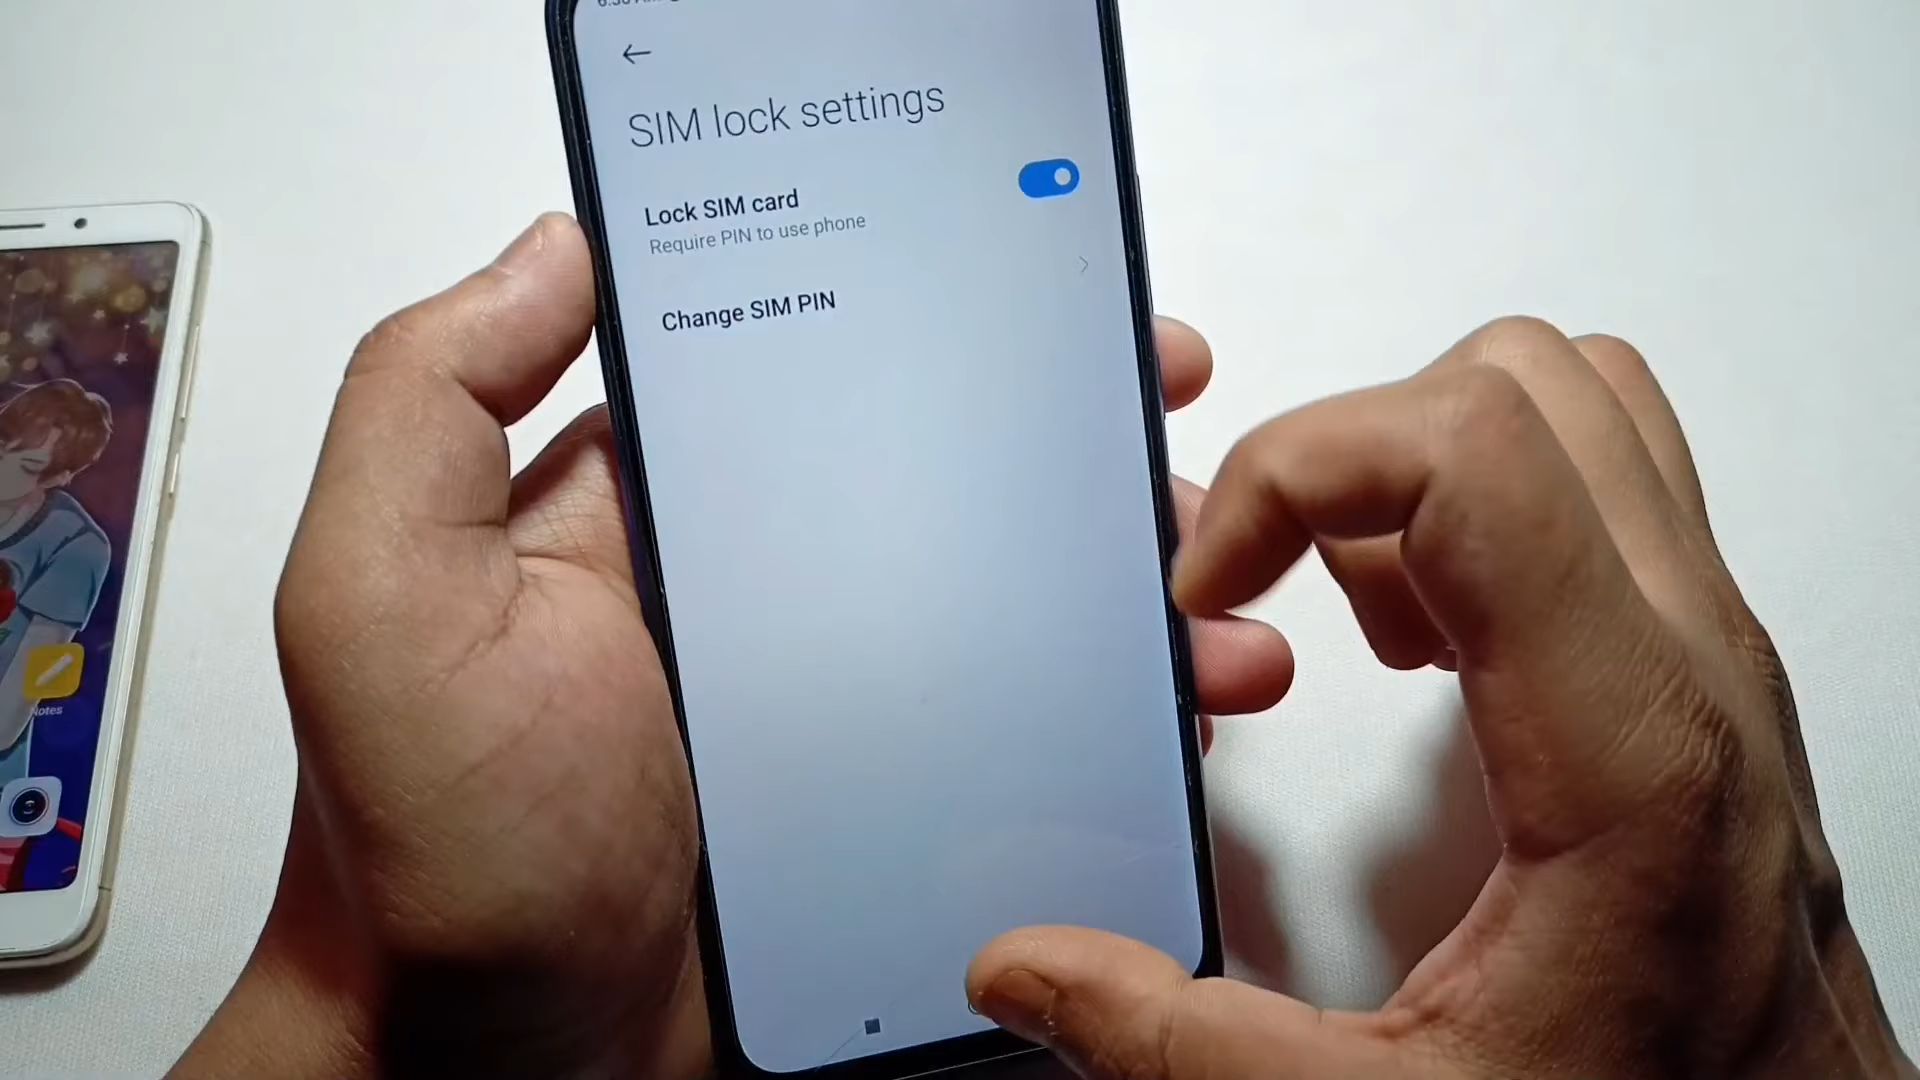 SIM lock settings
Lock SIM card
Require PIN to use phone
Change SIM PIN
Notes